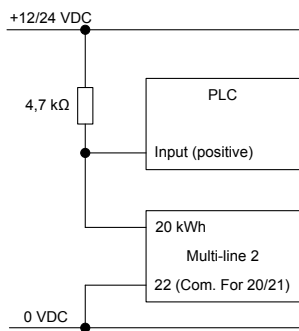 +12/24 VDC
PLC
4,7 kΩ
Input (positive)
20 kWh
Multi-line 2
22 (Com. For 20/21)
0 VDC